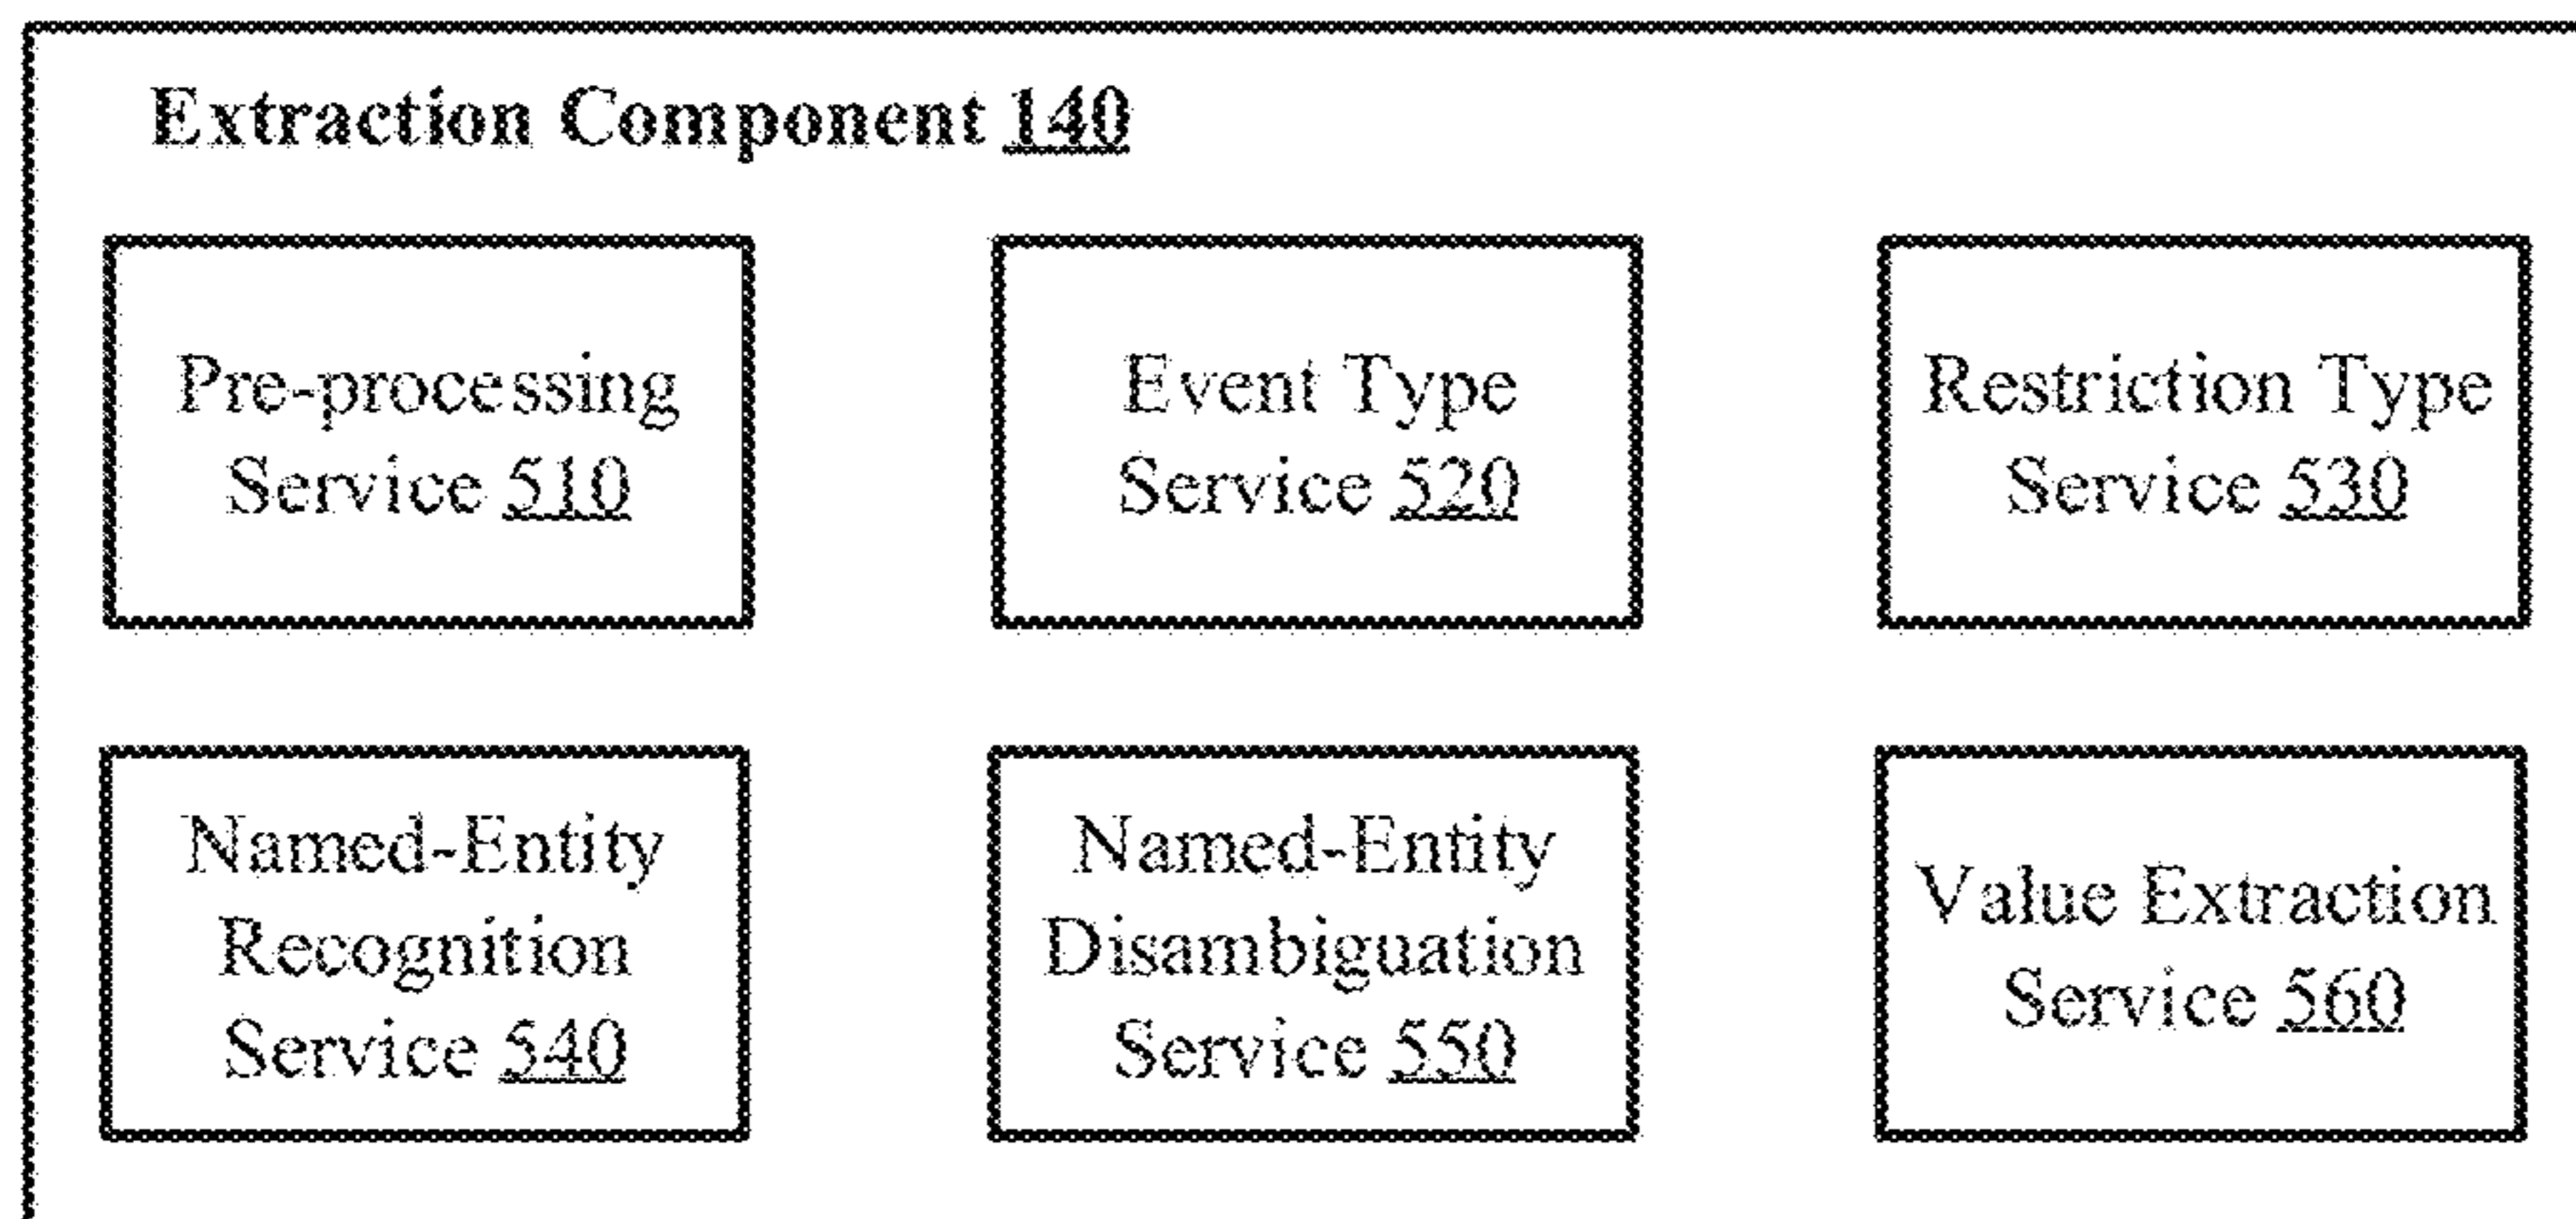 Extraction Component 140
Pre-processing
Service 510
Event Type
Service 520
Restriction Type
Service 530
Named-Entity
Recognition
Service 540
Named-Entity
Disambiguation
Service 550
Value Extraction
Service 560